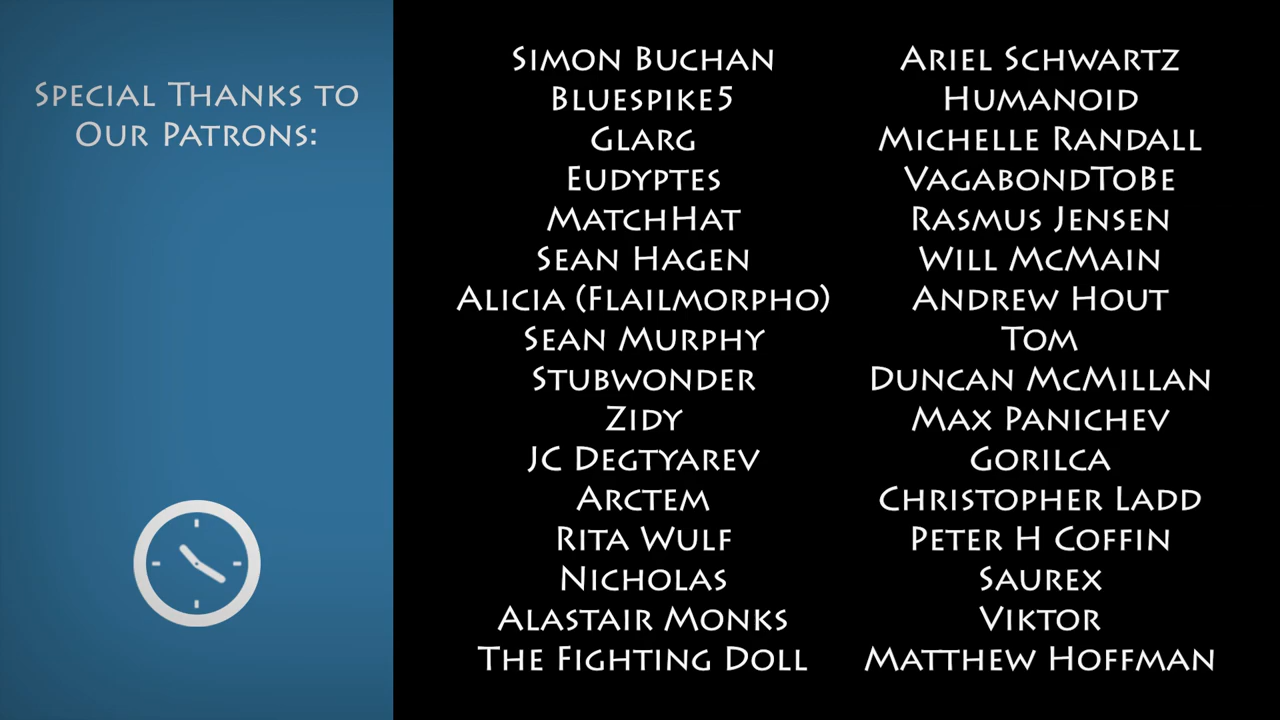 Special Thanks to
Our Patrons:
Simon Buchan
Bluespike5
Glarg
Eudyptes
MatchHat
Sean Hagen
Alicia (Flailmorpho)
Sean Murphy
Stubwonder
Zidy
JC Degtyarev
Arctem
Rita Wulf
Nicholas
Alastair Monks
The Fighting Doll
Ariel Schwartz
Humanoid
Michelle Randall
VagabondToBe
Rasmus Jensen
Will McMain
Andrew Hout
Tom
Duncan McMillan
Max Panichev
Gorilca
Christopher Ladd
Peter H Coffin
Saurex
Viktor
Matthew Hoffman